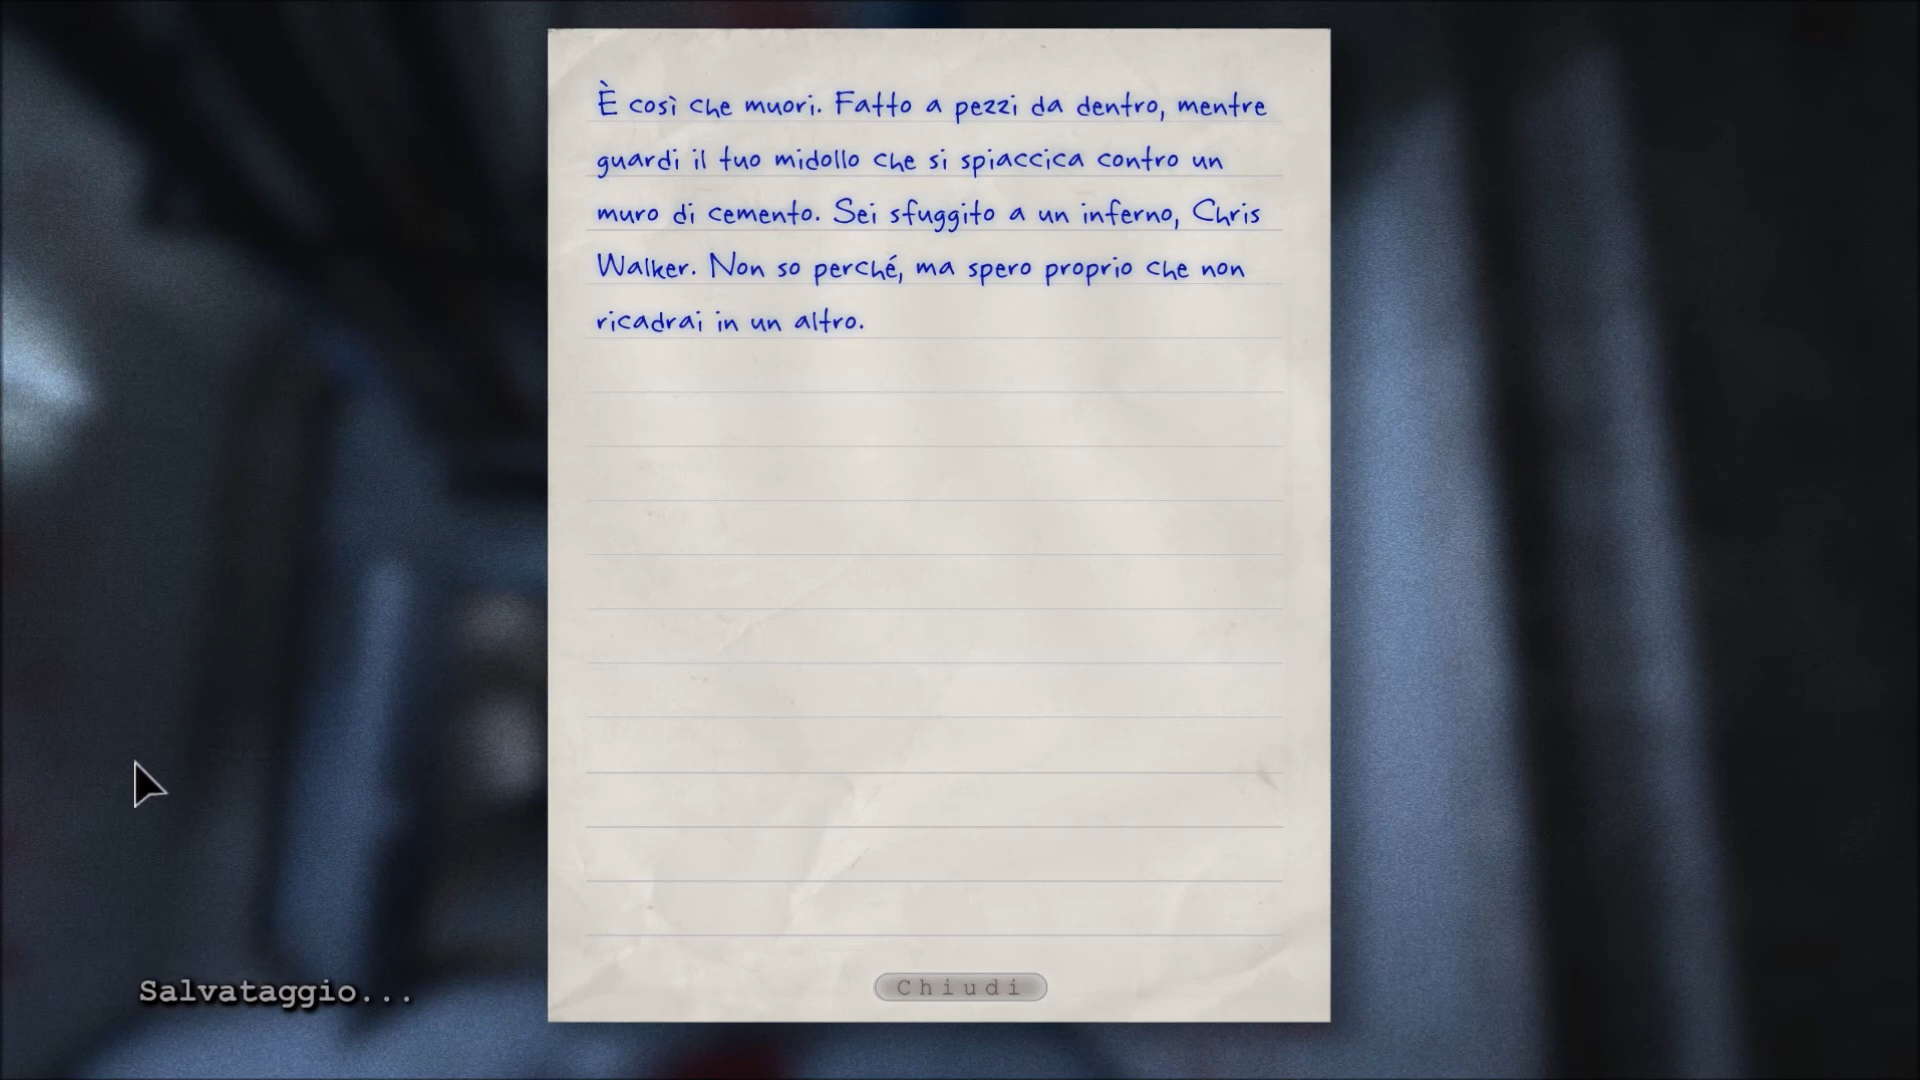 È così che muori. Fatto a pezzi da dentro, mentre
guardi il tuo midollo che si spiaccica contro un
muro di cemento. Sei sfuggito a un inferno, Chris
Walker. Non so perché, ma spero proprio che non
ricadrai in un altro.
Chiudi
Salvataggio...